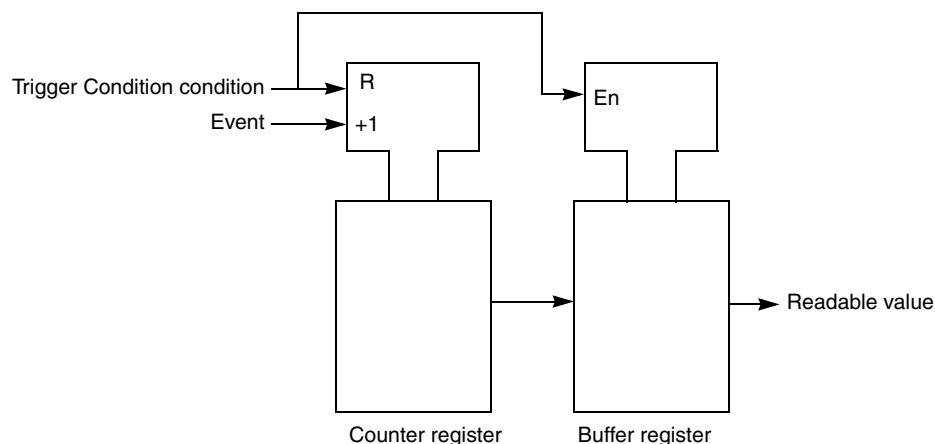 Trigger Condition condition
R
En
Event
+1
Readable value
Counter register
Buffer register